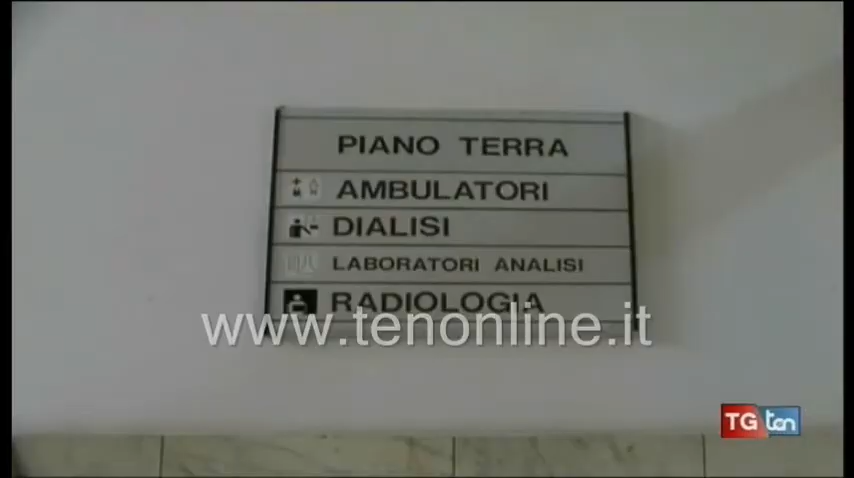 PIANO TERRA
AMBULATORI
DIALISI
LABORATORI ANALISI
RADIOLOGIA
www.tenonline.it
TG ten